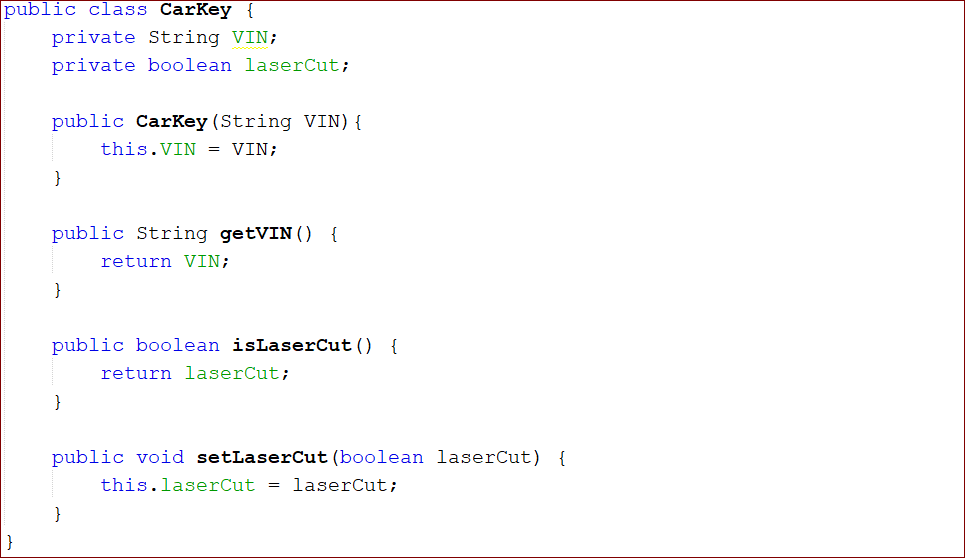 public class CarKey {
    private String VIN;
    private boolean laserCut;

    public CarKey(String VIN){
        this.VIN = VIN;
    }

    public String getVIN() {
        return VIN;
    }

    public boolean isLaserCut() {
        return laserCut;
    }

    public void setLaserCut(boolean laserCut) {
        this.laserCut = laserCut;
    }
}